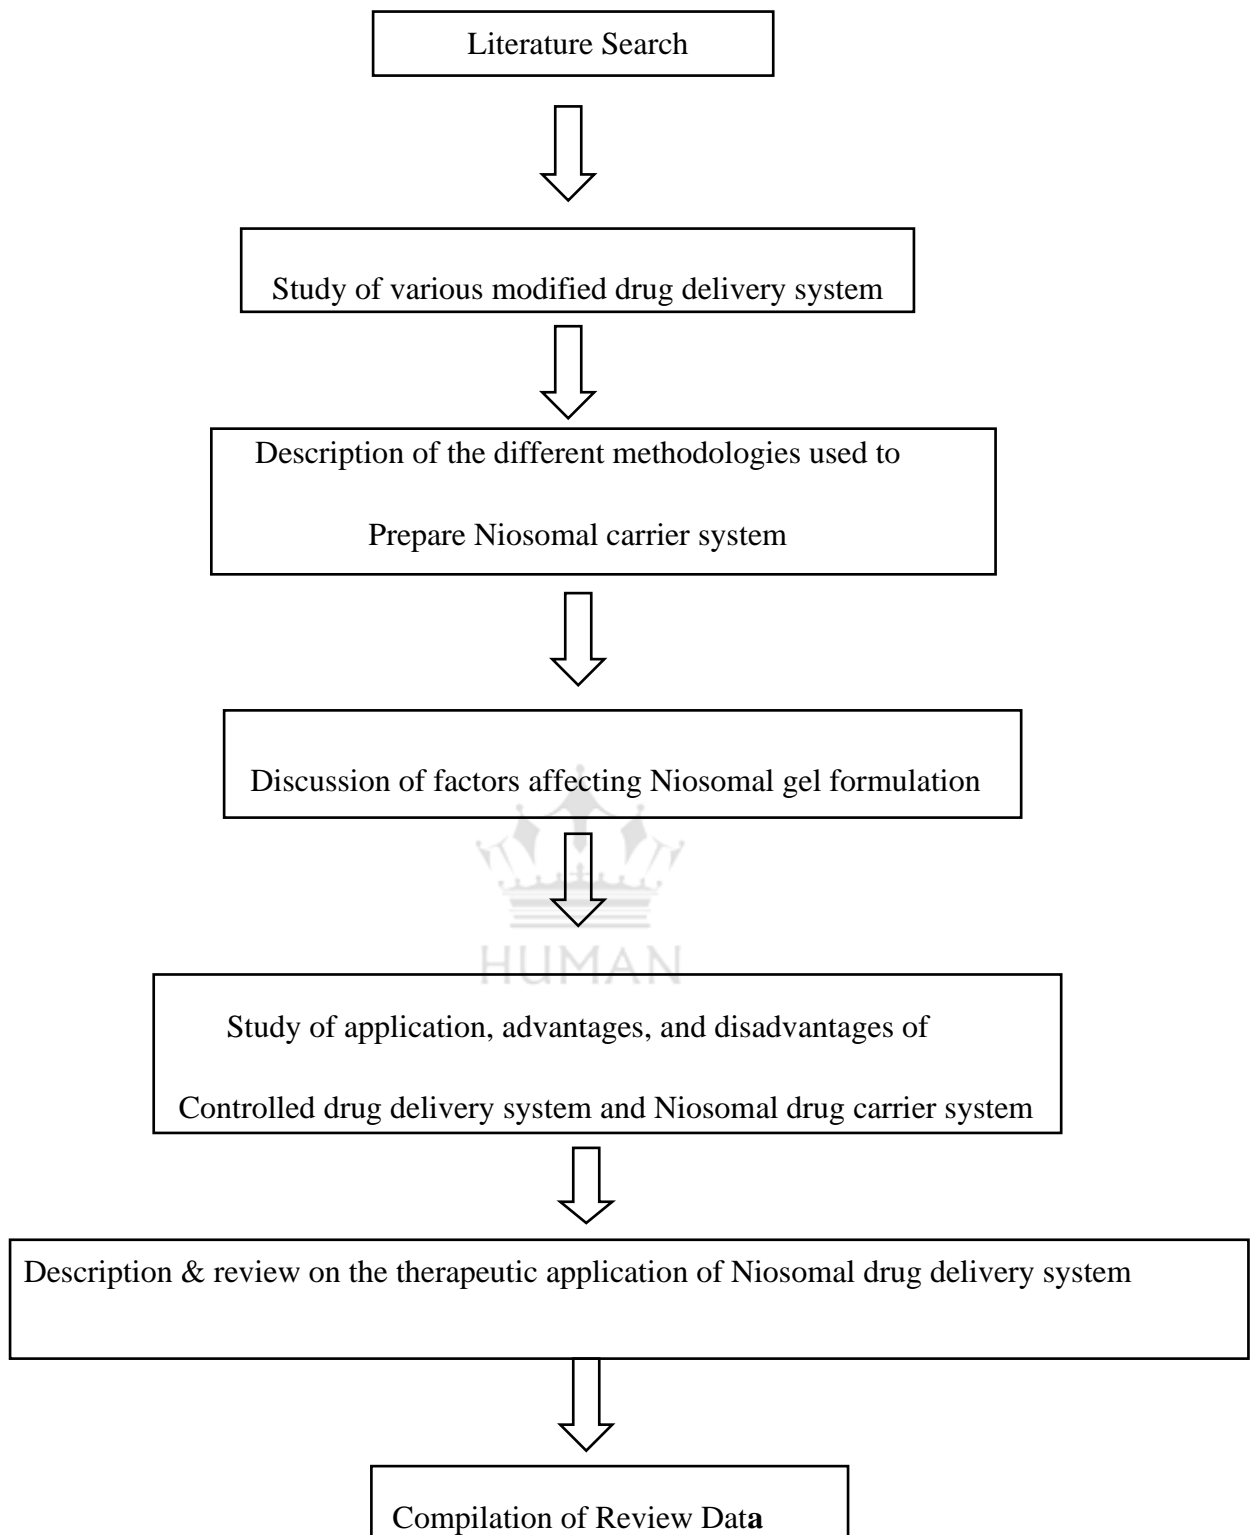 Literature Search
Study of various modified drug delivery system
Description of the different methodologies used to
Prepare Niosomal carrier system
Discussion of factors affecting Niosomal gel formulation
HUMAN
Study of application, advantages, and disadvantages of
Controlled drug delivery system and Niosomal drug carrier system
Description & review on the therapeutic application of Niosomal drug delivery system
Compilation of Review Data